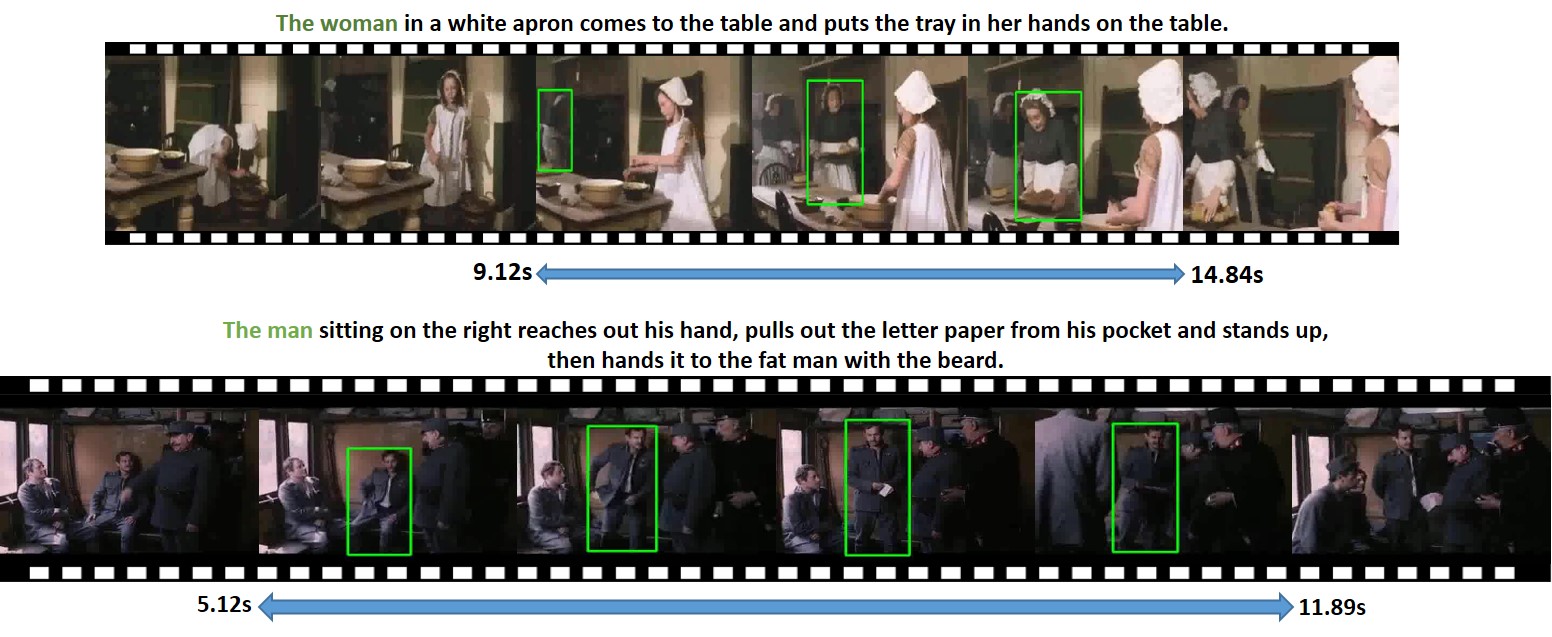 The woman in a white apron comes to the table and puts the tray in her hands on the table.
9.12s
14.84s
The man sitting on the right reaches out his hand, pulls out the letter paper from his pocket and stands up,
then hands it to the fat man with the beard.
5.12s
11.89s